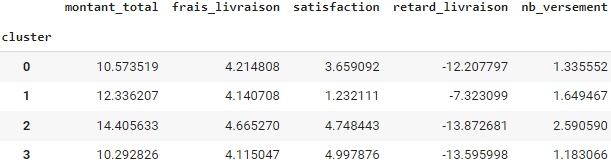 montant_total frais_livraison satisfaction retard_livraison nb_versement
cluster
0 10.573519 4.214808 3.659092 -12.207797 1.335552
1 12.336207 4.140708 1.232111 -7.323099 1.649467
2 14.405633 4.665270 4.748443 -13.872681 2.590590
3 10.292826 4.115047 4.997876 -13.595998 1.183066